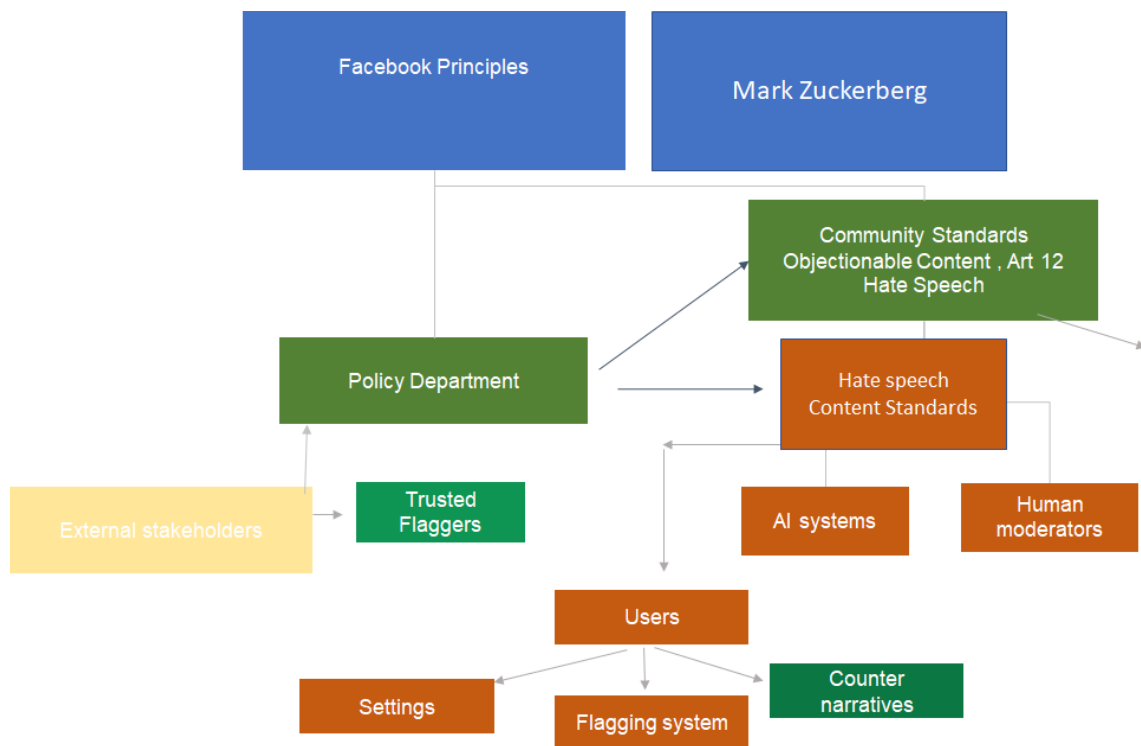 Facebook Principles
Mark Zuckerberg
Community Standards
Objectionable Content , Art 12
Hate Speech
Policy Department
Hate speech
Content Standards
External stakeholders
Trusted
Flaggers
AI systems
Human
moderators
Users
Settings
Flagging system
Counter
narratives